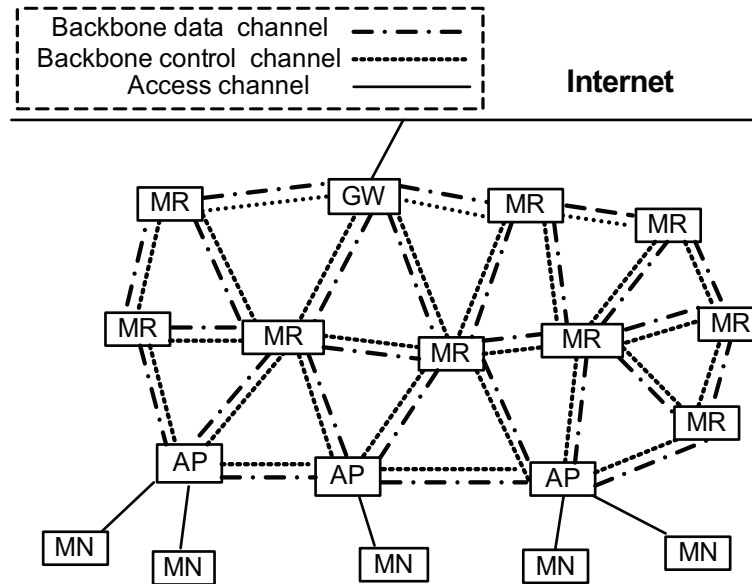 Backbone data channel
Backbone control channel
Access channel
Internet
GW
MR
MR
MR
MR
MR
MR
MR
MR
MR
AP
AP
AP
MN
MN
MN
MN
MN